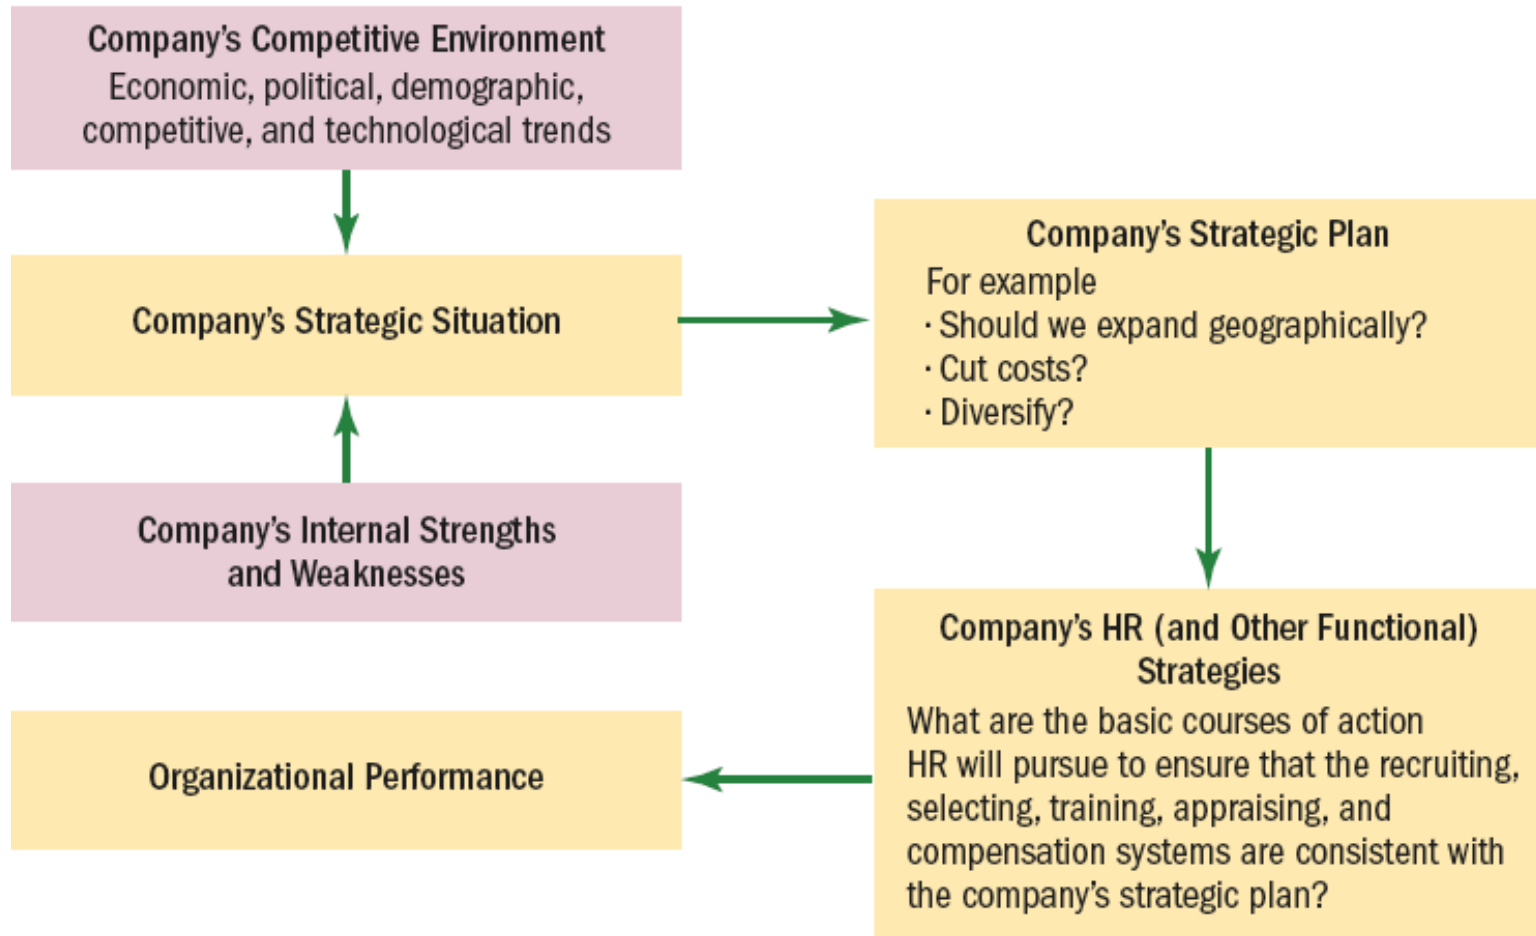 Company’s Competitive Environment
Economic, political, demographic,
competitive, and technological trends
Company’s Strategic Situation
Company’s Internal Strengths
and Weaknesses
Company’s Strategic Plan
For example
· Should we expand geographically?
· Cut costs?
· Diversify?
Company’s HR (and Other Functional)
Strategies
What are the basic courses of action
HR will pursue to ensure that the recruiting,
selecting, training, appraising, and
compensation systems are consistent with
the company’s strategic plan?
Organizational Performance